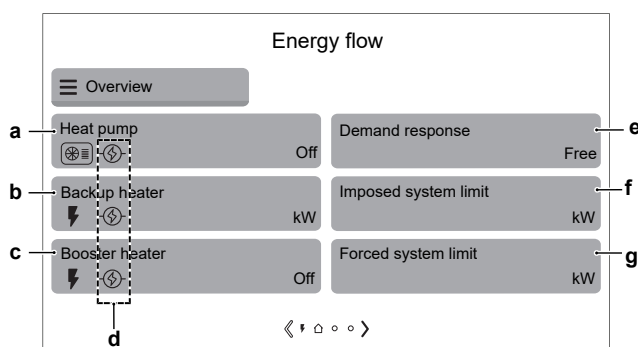 Energy flow
Overview
a
Heat pump
Off
Demand response
Free
e
b
Backup heater
kW
Imposed system limit
kW
f
c
Booster heater
Off
Forced system limit
kW
g
d